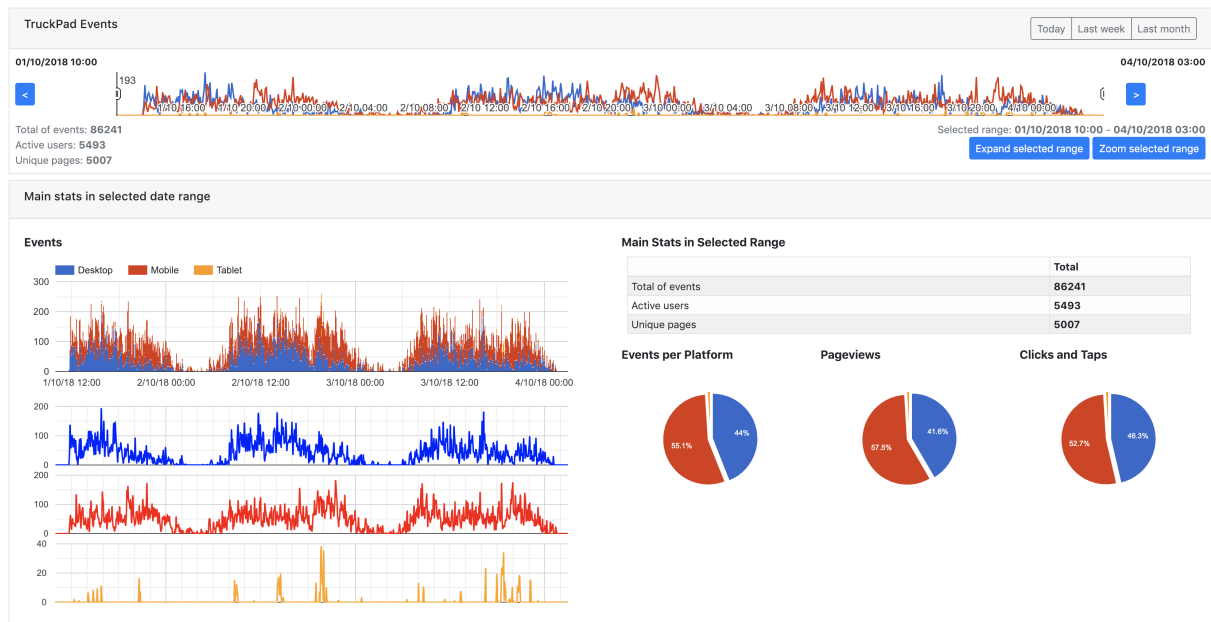 TruckPad Events
Today Last week Last month
01/10/2018 10:00 04/10/2018 03:00
193
< >
1/10 16:00 1/10 20:00 2/10 00:00 2/10 04:00 2/10 08:00 2/10 12:00 2/10 16:00 2/10 20:00 3/10 00:00 3/10 04:00 3/10 08:00 3/10 12:00 3/10 16:00 3/10 20:00 4/10 00:00
Total of events: 86241 Selected range: 01/10/2018 10:00 - 04/10/2018 03:00
Active users: 5493 Expand selected range Zoom selected range
Unique pages: 5007
Main stats in selected date range
Events
Desktop Mobile Tablet
300
200
100
0
1/10/18 12:00 2/10/18 00:00 2/10/18 12:00 3/10/18 00:00 3/10/18 12:00 4/10/18 00:00
200
100
0
200
100
0
40
20
0
Main Stats in Selected Range
Total
Total of events 86241
Active users 5493
Unique pages 5007
Events per Platform Pageviews Clicks and Taps
44% 55.1%
41.6% 57.5%
46.3% 52.7%